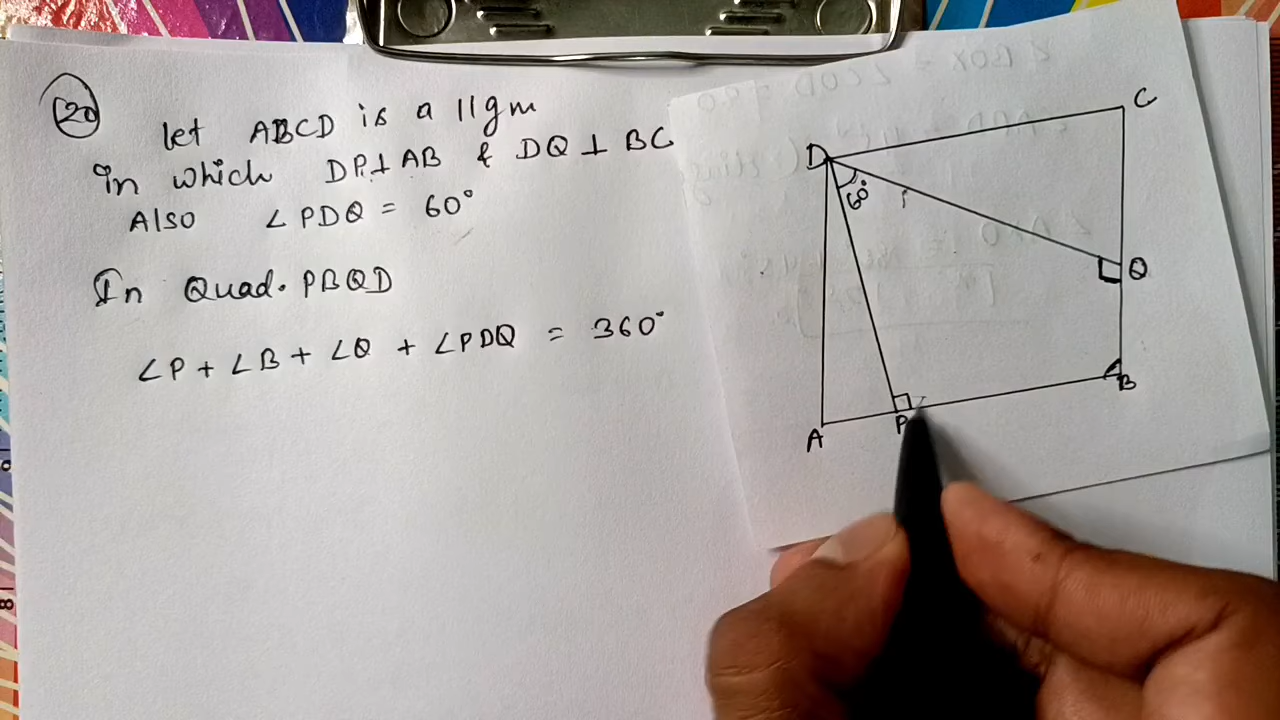 20
let ABCD is a ||gm
In which DP⊥AB & DQ⊥BC
Also ∠PDQ = 60°
In Quad. PBQD
∠P + ∠B + ∠Q + ∠PDQ = 360°
C
D
60°
Q
B
P
A
8